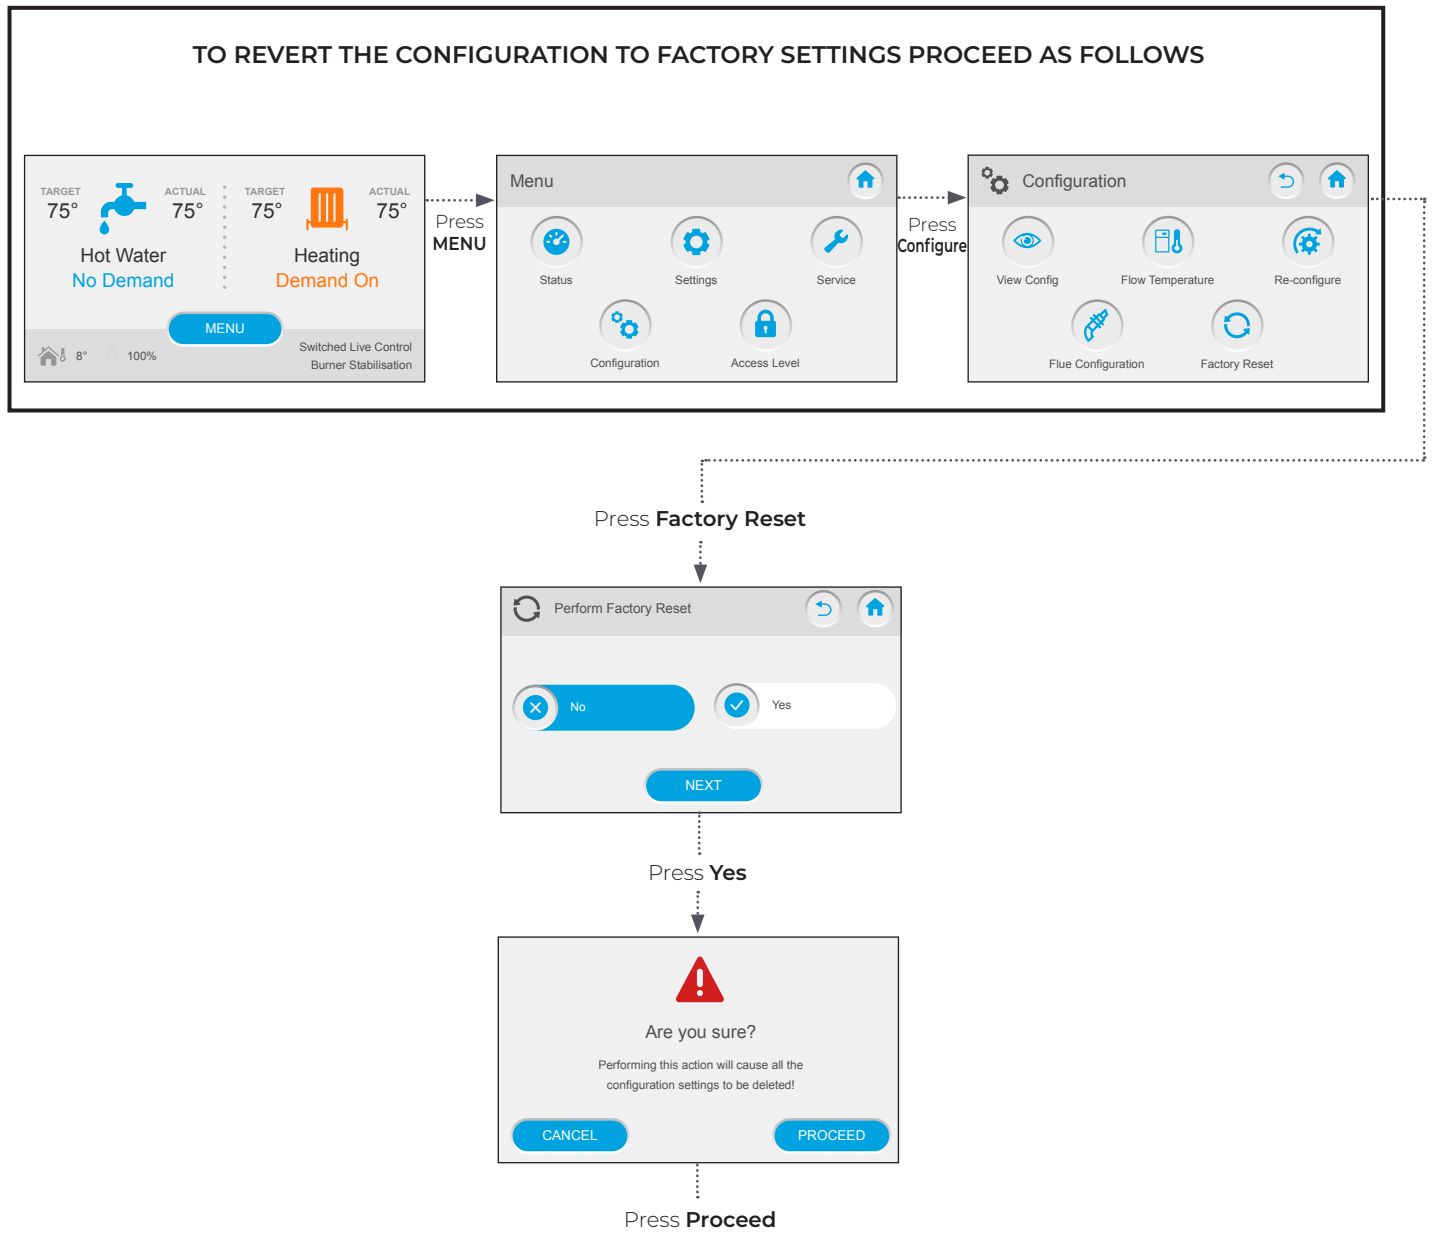 TO REVERT THE CONFIGURATION TO FACTORY SETTINGS PROCEED AS FOLLOWS
TARGET
75°
ACTUAL
75°
Hot Water
No Demand
TARGET
75°
ACTUAL
75°
Heating
Demand On
MENU
8°
100%
Switched Live Control
Burner Stabilisation
Press
MENU
Menu
Status
Settings
Service
Configuration
Access Level
Press
Configure
Configuration
View Config
Flow Temperature
Re-configure
Flue Configuration
Factory Reset
Press Factory Reset
Perform Factory Reset
No
Yes
NEXT
Press Yes
Are you sure?
Performing this action will cause all the
configuration settings to be deleted!
CANCEL
PROCEED
Press Proceed